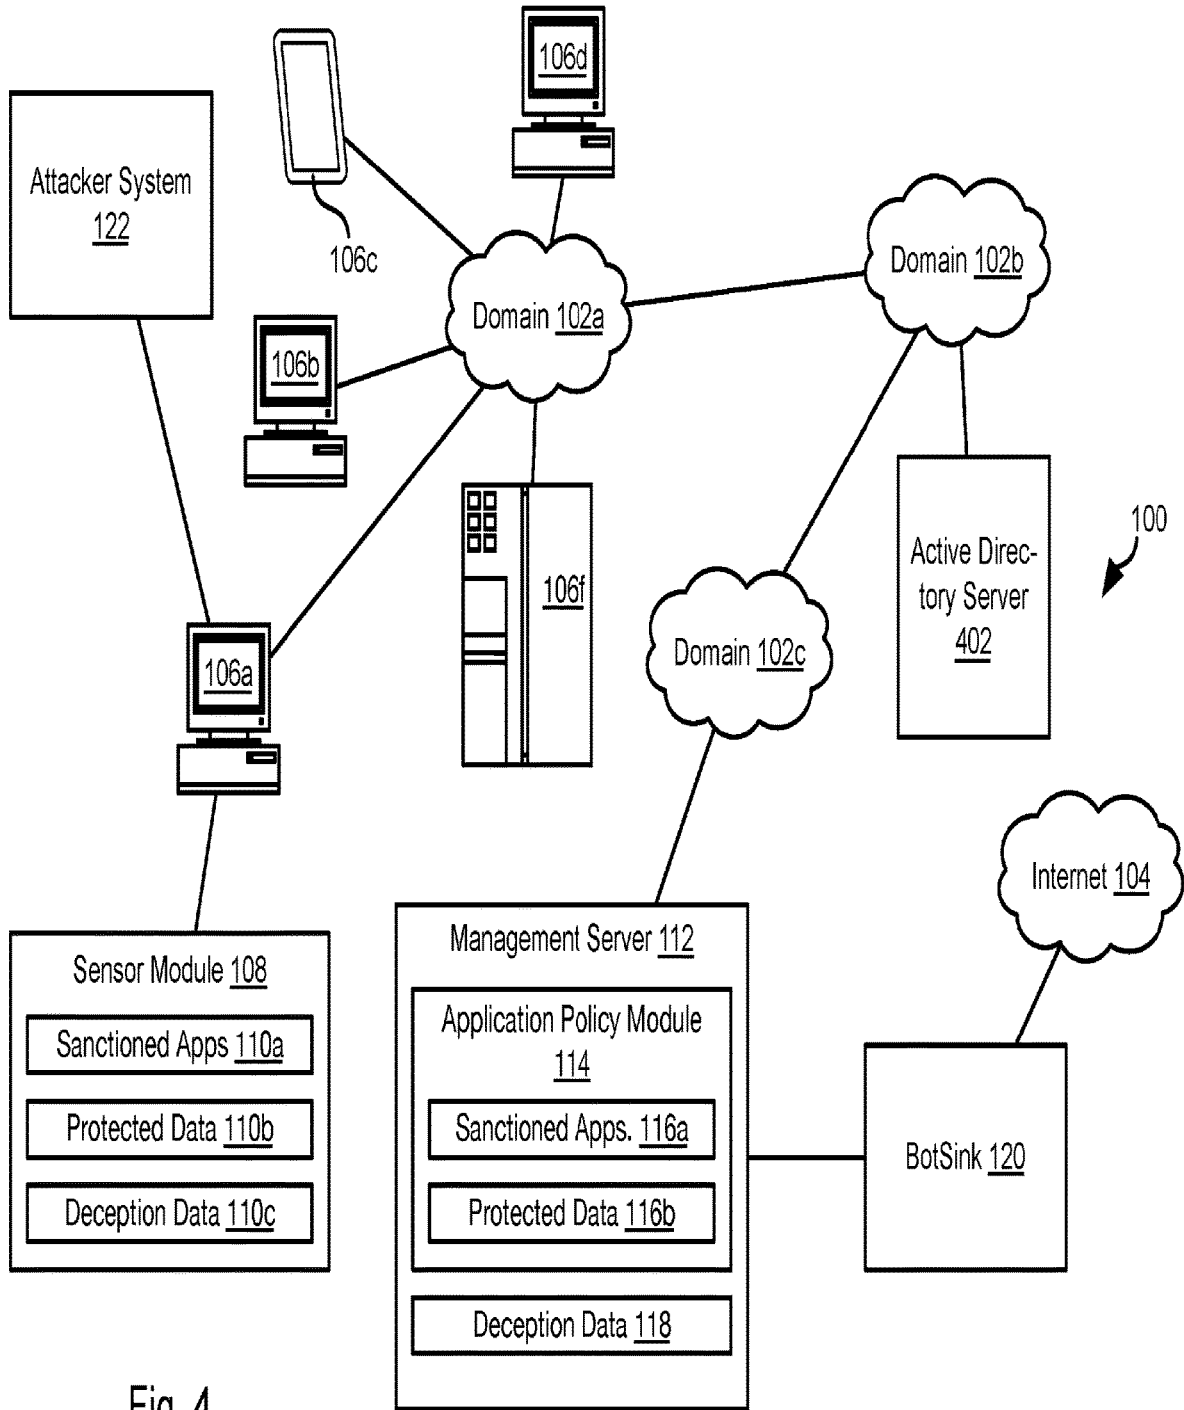 106d
Attacker System
122
106c
Domain 102b
Domain 102a
106b
100
Active Direc-
tory Server
402
106f
Domain 102c
106a
Internet 104
Management Server 112
Sensor Module 108
Application Policy Module
114
Sanctioned Apps 110a
Protected Data 110b
Sanctioned Apps. 116a
BotSink 120
Deception Data 110c
Protected Data 116b
Deception Data 118
Fig. 4